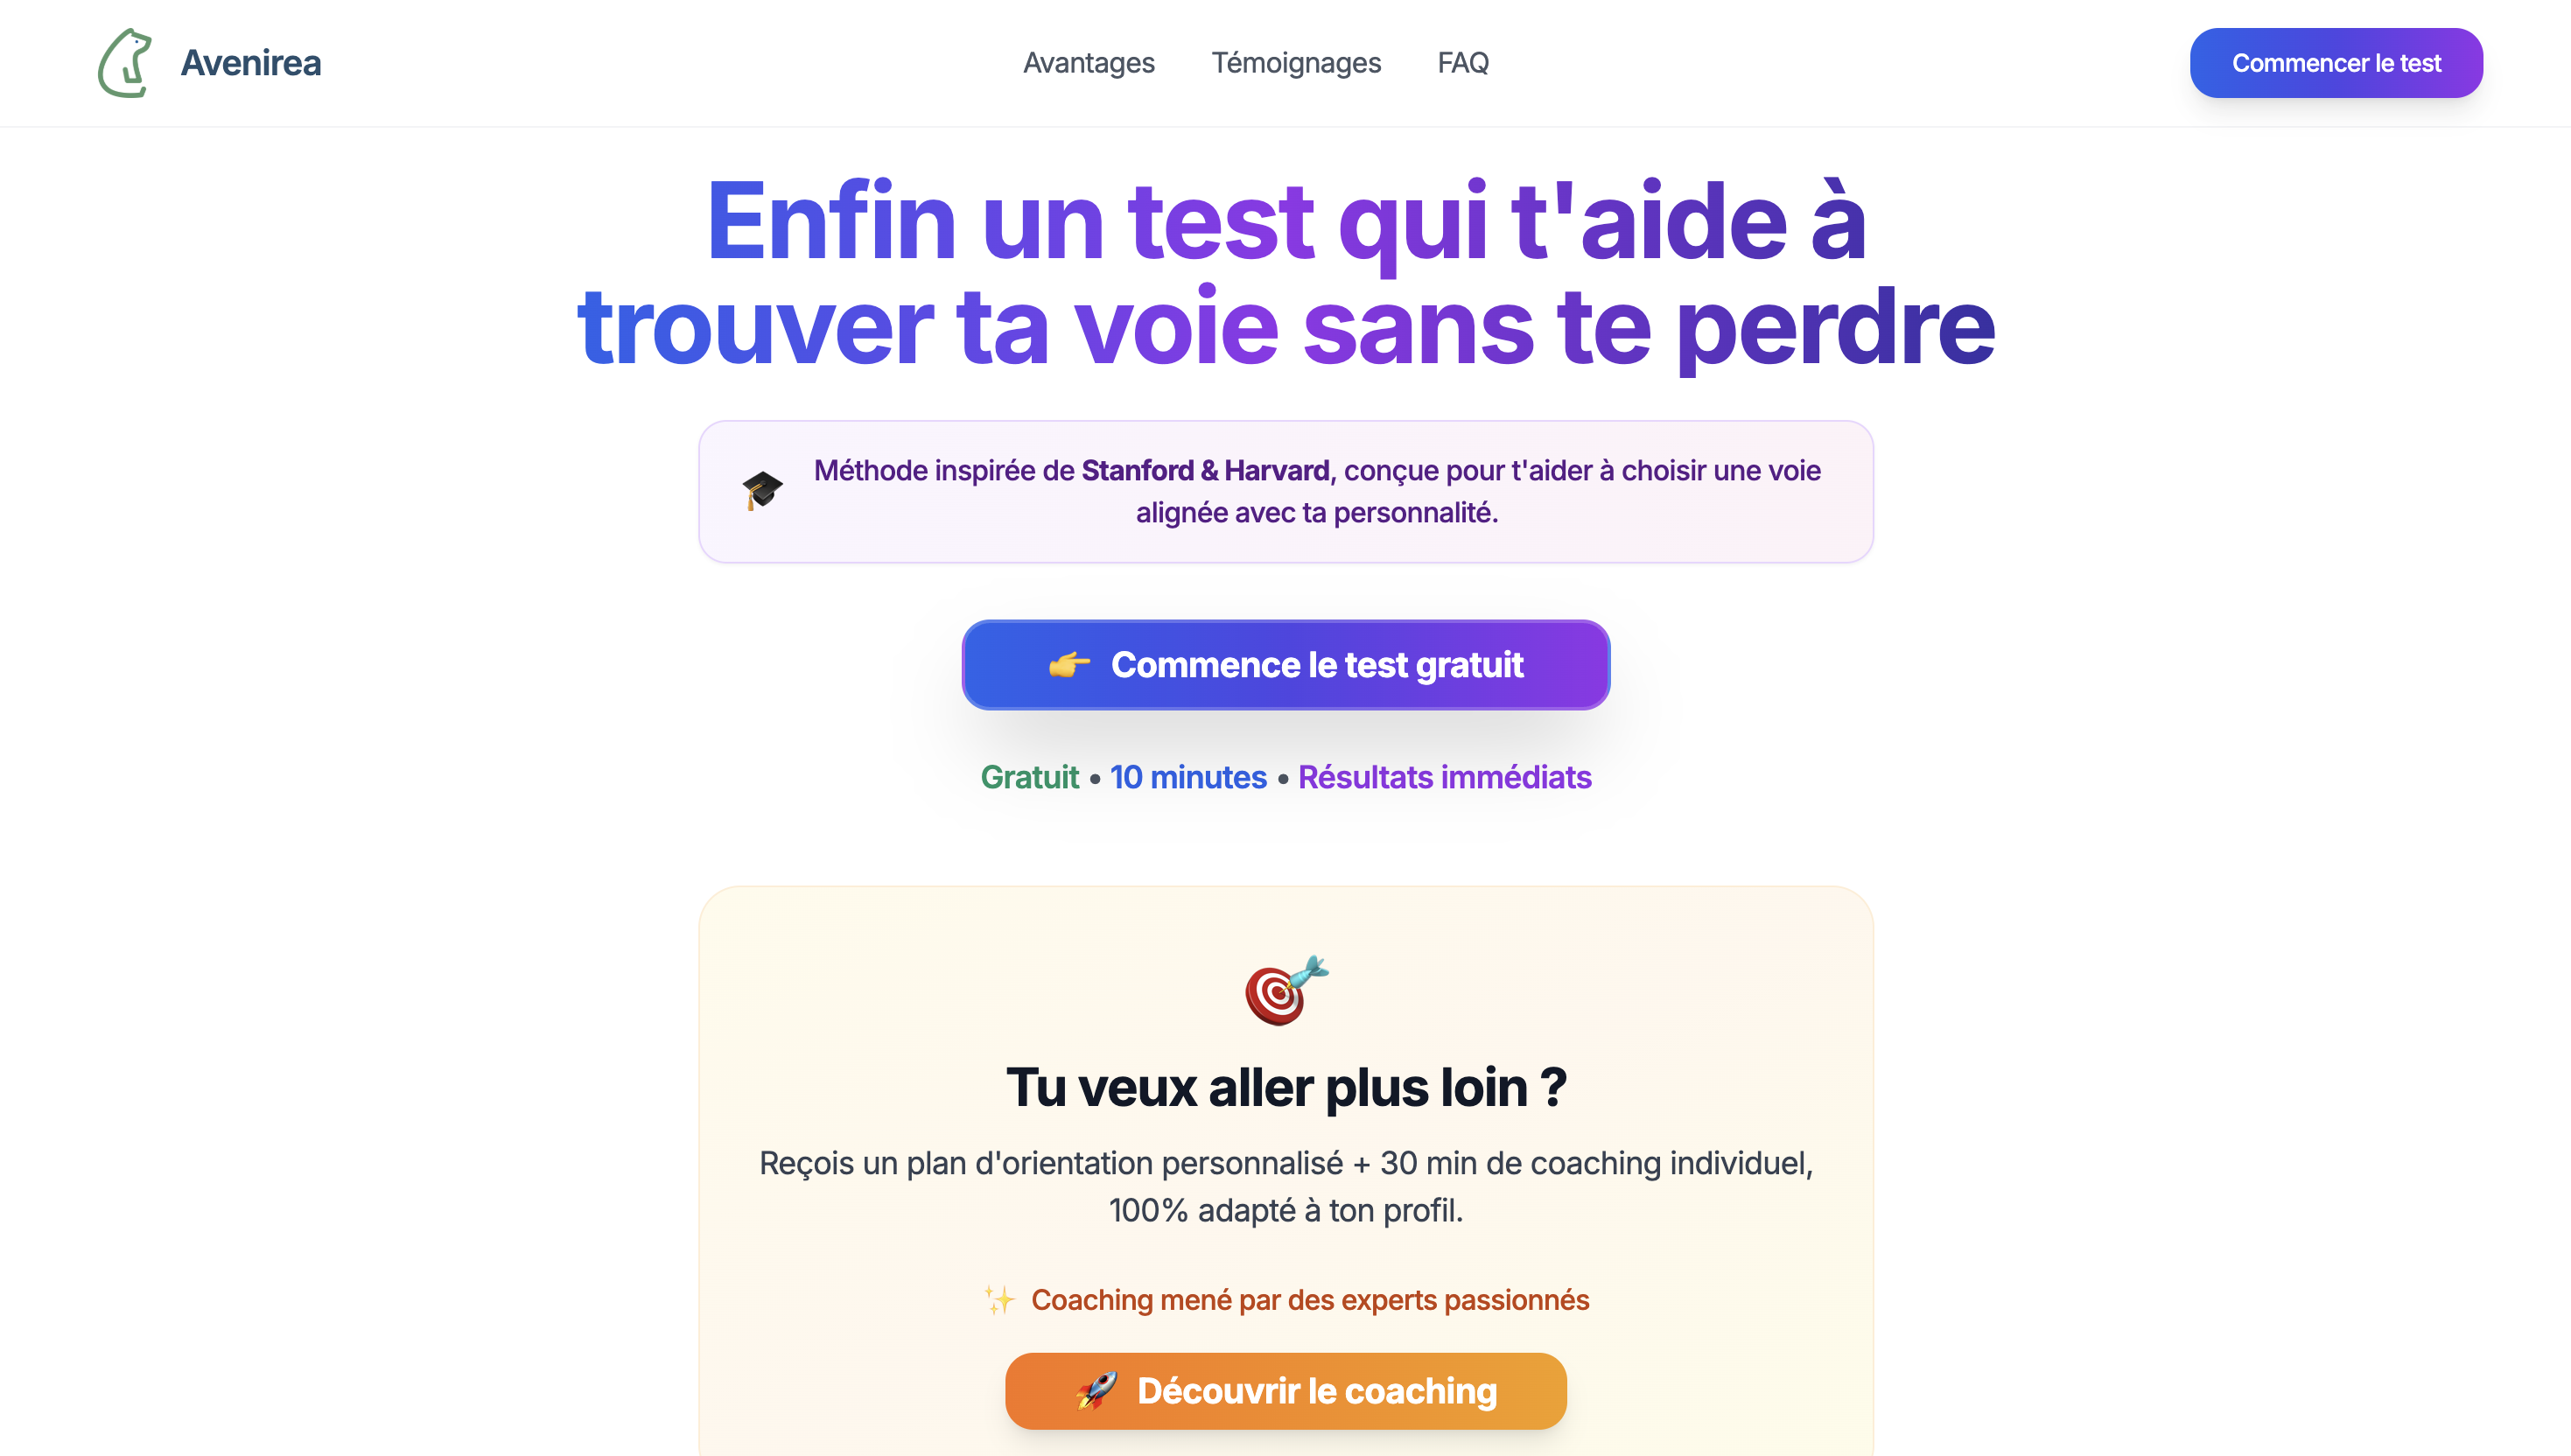 Avenirea
Avantages
Témoignages
FAQ
Commencer le test
Enfin un test qui t'aide à
trouver ta voie sans te perdre
Méthode inspirée de Stanford & Harvard, conçue pour t'aider à choisir une voie
alignée avec ta personnalité.
Commence le test gratuit
Gratuit • 10 minutes • Résultats immédiats
Tu veux aller plus loin ?
Reçois un plan d'orientation personnalisé + 30 min de coaching individuel,
100% adapté à ton profil.
Coaching mené par des experts passionnés
Découvrir le coaching